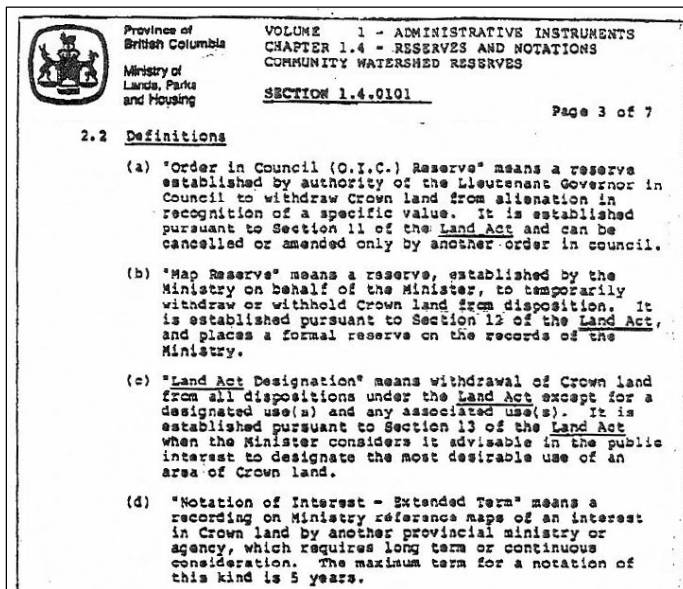 Province of
British Columbia
Ministry of
Lands, Parks
and Housing
VOLUME 1 - ADMINISTRATIVE INSTRUMENTS
CHAPTER 1.4 - RESERVES AND NOTATIONS
COMMUNITY WATERSHED RESERVES
SECTION 1.4.0101
Page 3 of 7
2.2 Definitions
(a) "Order in Council (O.I.C.) Reserve" means a reserve
established by authority of the Lieutenant Governor in
Council to withdraw Crown land from alienation in
recognition of a specific value. It is established
pursuant to Section 11 of the Land Act and can be
cancelled or amended only by another order in council.
(b) "Map Reserve" means a reserve, established by the
Ministry on behalf of the Minister, to temporarily
withdraw or withhold Crown land from disposition. It
is established pursuant to Section 12 of the Land Act,
and places a formal reserve on the records of the
Ministry.
(c) "Land Act Designation" means withdrawal of Crown land
from all dispositions under the Land Act except for a
designated use(s) and any associated use(s). It is
established pursuant to Section 13 of the Land Act
when the Minister considers it advisable in the public
interest to designate the most desirable use of an
area of Crown land.
(d) "Notation of Interest - Extended Term" means a
recording on Ministry reference maps of an interest
in Crown land by another provincial ministry or
agency, which requires long term or continuous
consideration. The maximum term for a notation of
this kind is 5 years.